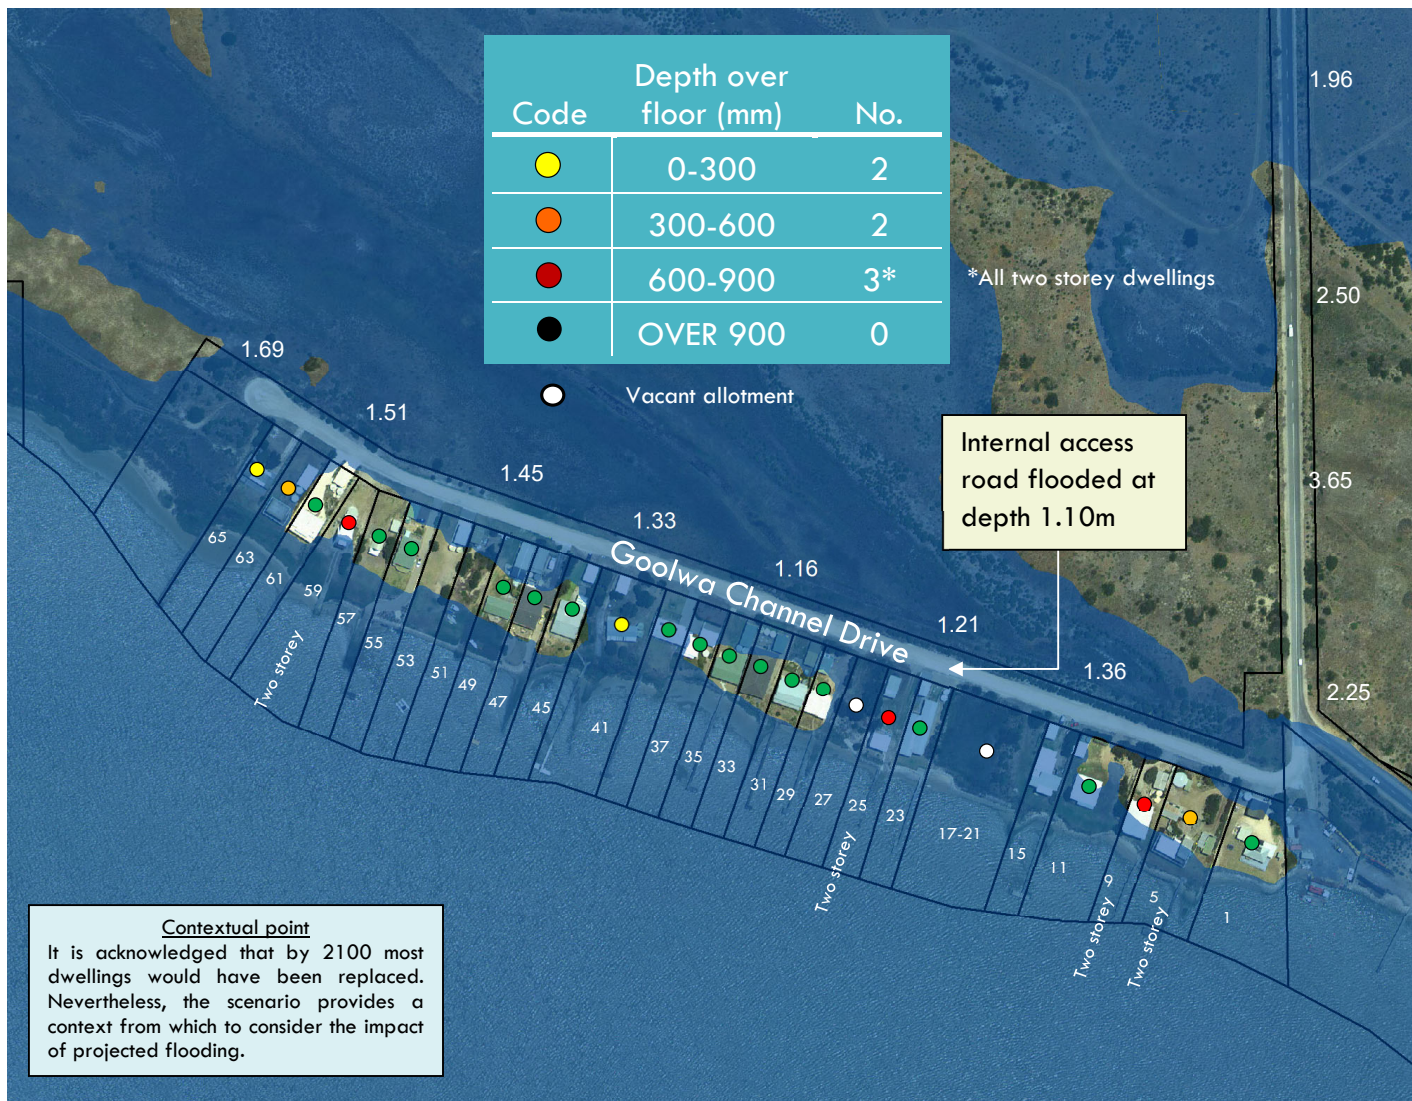 Code Depth over floor (mm) No.
0-300 2
300-600 2
600-900 3*
OVER 900 0
*All two storey dwellings
Vacant allotment
1.96
2.50
3.65
2.25
1.69
1.51
1.45
1.33
1.16
1.21
1.36
Internal access
road flooded at
depth 1.10m
Goolwa Channel Drive
65
63
61
59
57
55
53
51
49
47
45
41
37
35
33
31
29
27
25
23
17-21
15
11
9
5
1
Two storey
Two storey
Two storey
Two storey
Contextual point
It is acknowledged that by 2100 most
dwellings would have been replaced.
Nevertheless, the scenario provides a
context from which to consider the impact
of projected flooding.